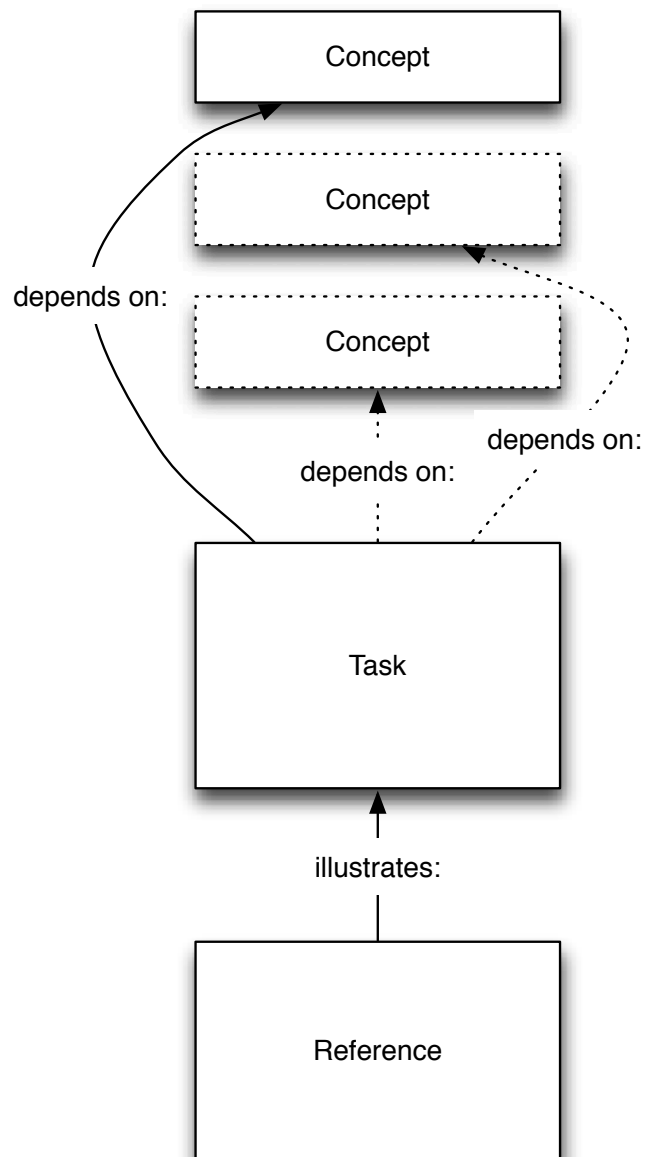 Concept
Concept
depends on:
Concept
depends on:
depends on:
Task
illustrates:
Reference